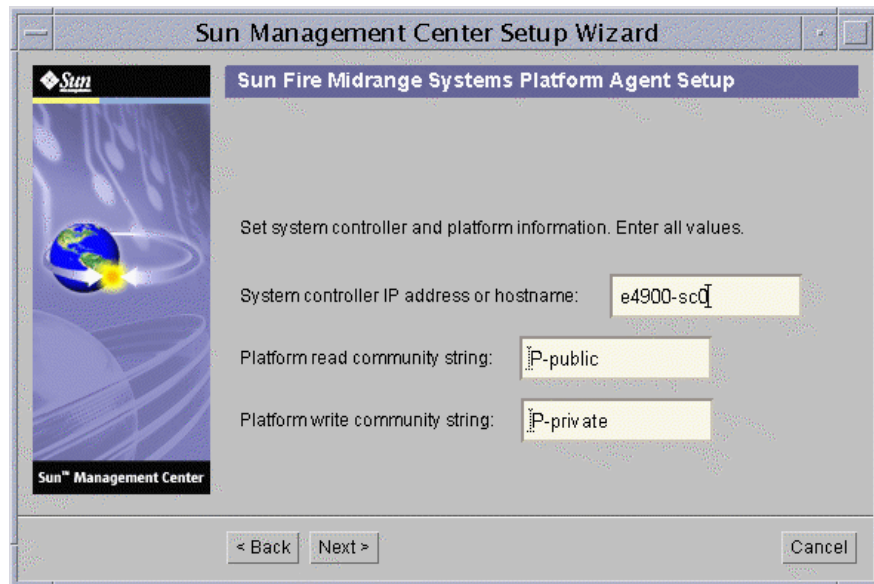 Sun Management Center Setup Wizard
Sun
Sun Fire Midrange Systems Platform Agent Setup
Set system controller and platform information. Enter all values.
System controller IP address or hostname: e4900-sc0
Platform read community string: P-public
Platform write community string: P-private
Sun™ Management Center
< Back Next > Cancel